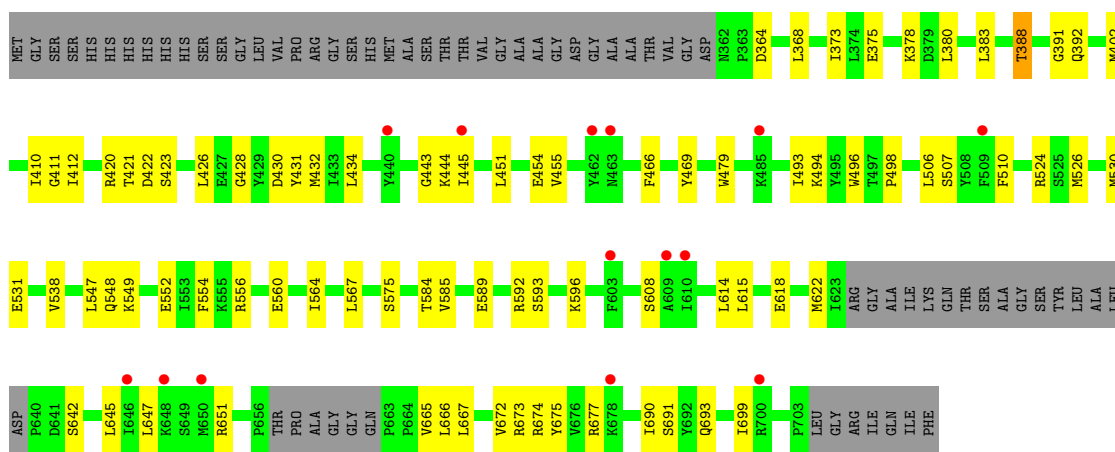 MET GLY SER SER HIS HIS HIS HIS HIS HIS SER SER GLY LEU VAL PRO ARG GLY SER HIS MET ALA SER THR THR VAL GLY ALA ALA GLY ASP GLY ALA ALA THR VAL GLY ASP N362 P363 D364 L368 I373 L374 E375 K378 D379 L380 L383 T388 G391 Q392 M402
I410 G411 I412 R420 T421 D422 S423 L426 E427 G428 Y429 D430 Y431 M432 I433 L434 Y440 G443 K444 I445 L451 E454 V455 Y462 N463 F466 Y469 W479 K485 I493 K494 Y495 W496 T497 P498 L506 S507 Y508 F509 F510 R524 S525 M526 M530
E531 V538 L547 Q548 K549 E552 I553 F554 K555 R556 E560 I564 L567 S575 T584 V585 E589 R592 S593 K596 F603 S608 A609 I610 L614 L615 E618 M622 I623 ARG GLY ALA ILE LYS GLN THR SER ALA GLY SER TYR LEU ALA LEU
ASP P640 D641 S642 L645 I646 L647 K648 S649 M650 R651 P656 THR PRO ALA GLY GLY GLN P663 P664 V665 L666 L667 V672 R673 R674 Y675 V676 R677 K678 I690 S691 Y692 Q693 I699 R700 P703 LEU GLY ARG ILE GLN ILE PHE